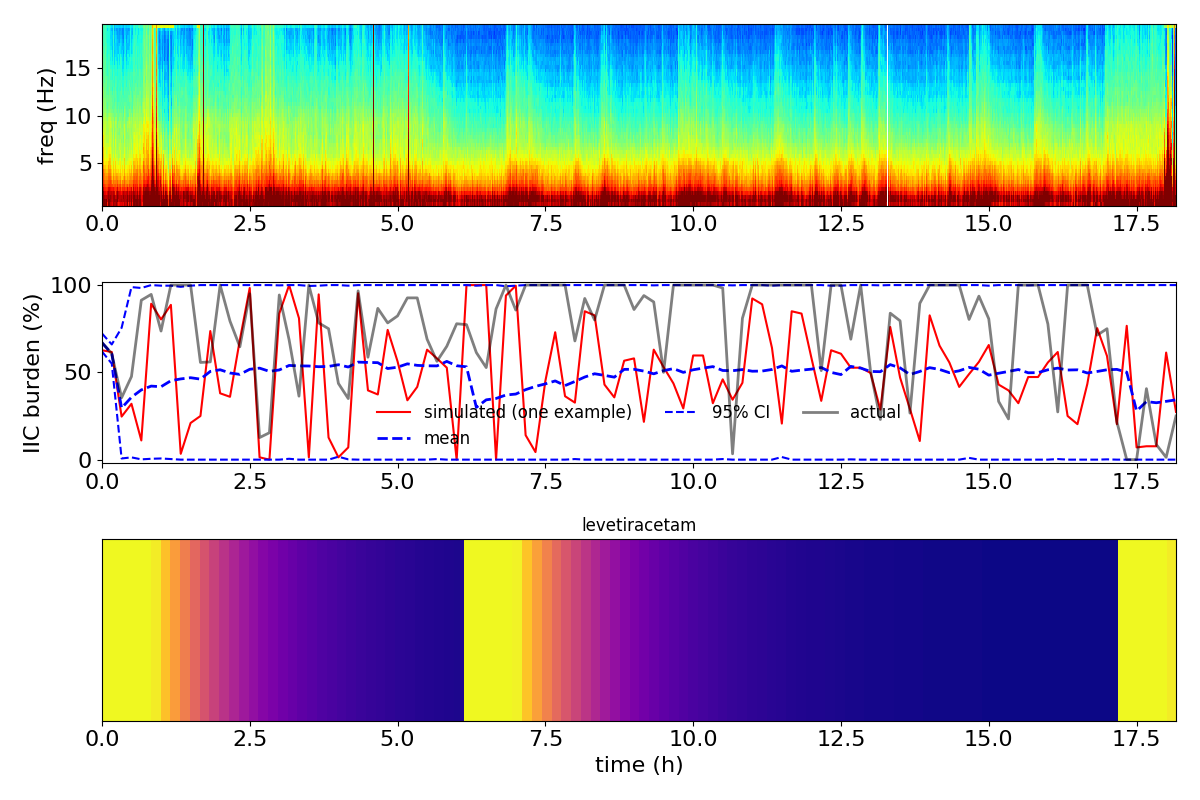 freq (Hz)
15
10
5
0.0 2.5 5.0 7.5 10.0 12.5 15.0 17.5
IIC burden (%)
100
50
0
simulated (one example) 95% CI actual
mean
0.0 2.5 5.0 7.5 10.0 12.5 15.0 17.5
levetiracetam
0.0 2.5 5.0 7.5 10.0 12.5 15.0 17.5
time (h)